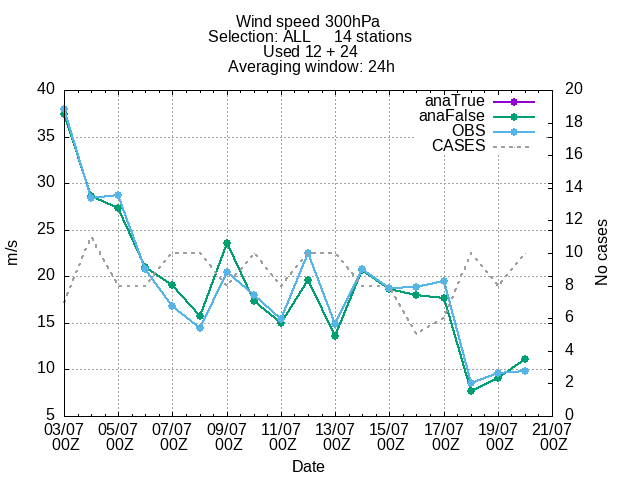 Wind speed 300hPa
Selection: ALL     14 stations
Used 12 + 24
Averaging window: 24h
anaTrue
anaFalse
OBS
CASES
40
35
30
25
20
15
10
5
m/s
20
18
16
14
12
10
8
6
4
2
0
No cases
03/07 05/07 07/07 09/07 11/07 13/07 15/07 17/07 19/07 21/07
00Z 00Z 00Z 00Z 00Z 00Z 00Z 00Z 00Z 00Z
Date